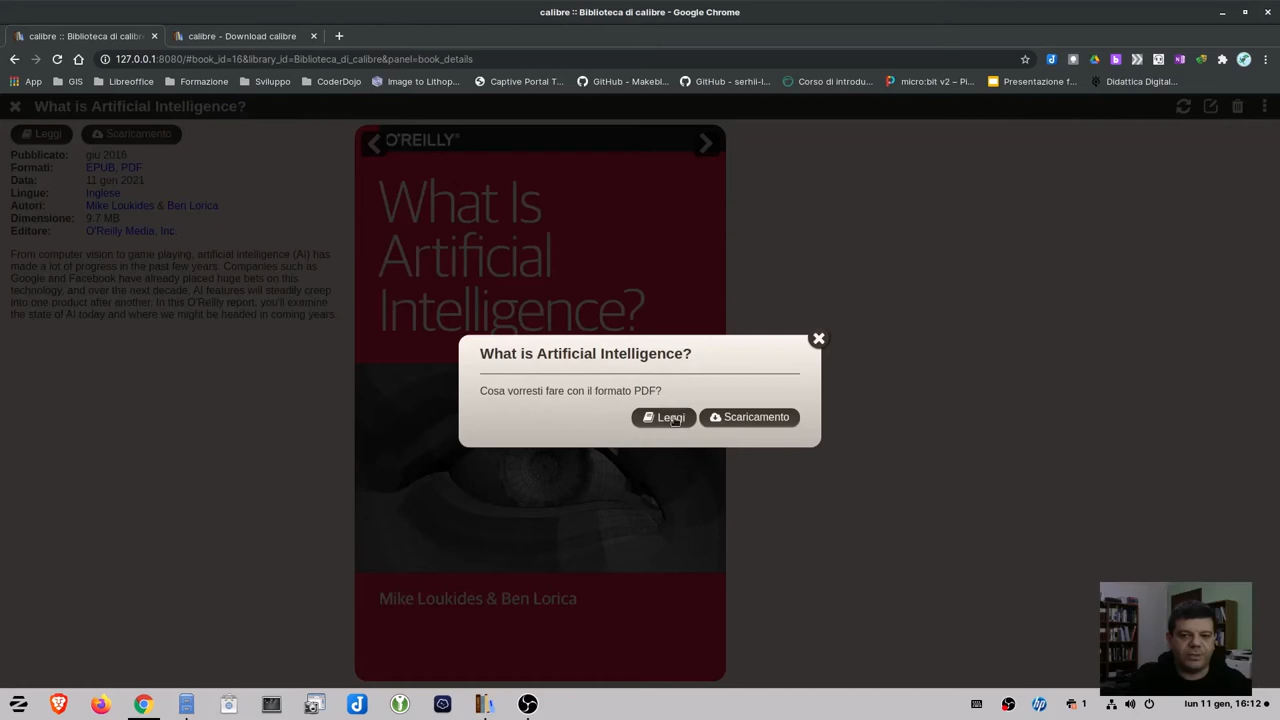 calibre :: Biblioteca di calibre - Google Chrome
calibre :: Biblioteca di calibr
calibre - Download calibre
127.0.0.1:8080/#book_id=16&library_id=Biblioteca_di_calibre&panel=book_details
App
GIS
Libreoffice
Formazione
Sviluppo
CoderDojo
Image to Lithop...
Captive Portal T...
GitHub - Makebl...
GitHub - serhii-l...
Corso di introdu...
micro:bit v2 – Pi...
Presentazione f...
Didattica Digital...
What is Artificial Intelligence?
Leggi
Scaricamento
Pubblicato: giu 2016
Formati: EPUB, PDF
Data: 11 gen 2021
Lingue: Inglese
Autori: Mike Loukides & Ben Lorica
Dimensione: 9.7 MB
Editore: O'Reilly Media, Inc.
From computer vision to game playing, artificial intelligence (AI) has
made a lot of progress in the past few years. Companies such as
Google and Facebook have already placed huge bets on this
technology, and over the next decade, AI features will steadily creep
into one product after another. In this O'Reilly report, you'll examine
the state of AI today and where we might be headed in coming years.
O'REILLY®
What Is
Artificial
Intelligence?
What is Artificial Intelligence?
Cosa vorresti fare con il formato PDF?
Leggi
Scaricamento
Mike Loukides & Ben Lorica
1
lun 11 gen, 16:12